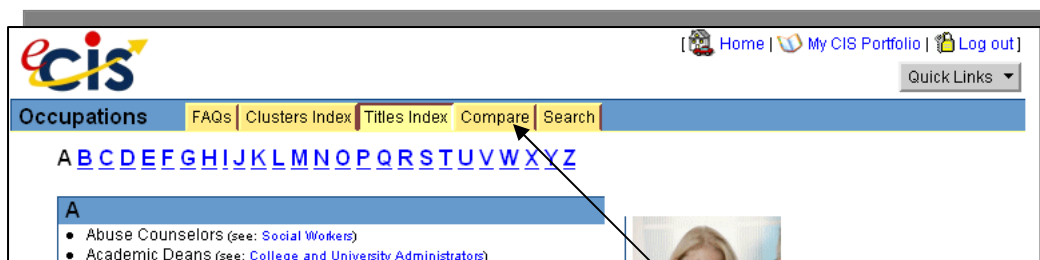 [ Home | My CIS Portfolio | Log out ]
eCIS
Quick Links
Occupations FAQs Clusters Index Titles Index Compare Search
A B C D E F G H I J K L M N O P Q R S T U V W X Y Z
A
• Abuse Counselors (see: Social Workers)
• Academic Deans (see: College and University Administrators)